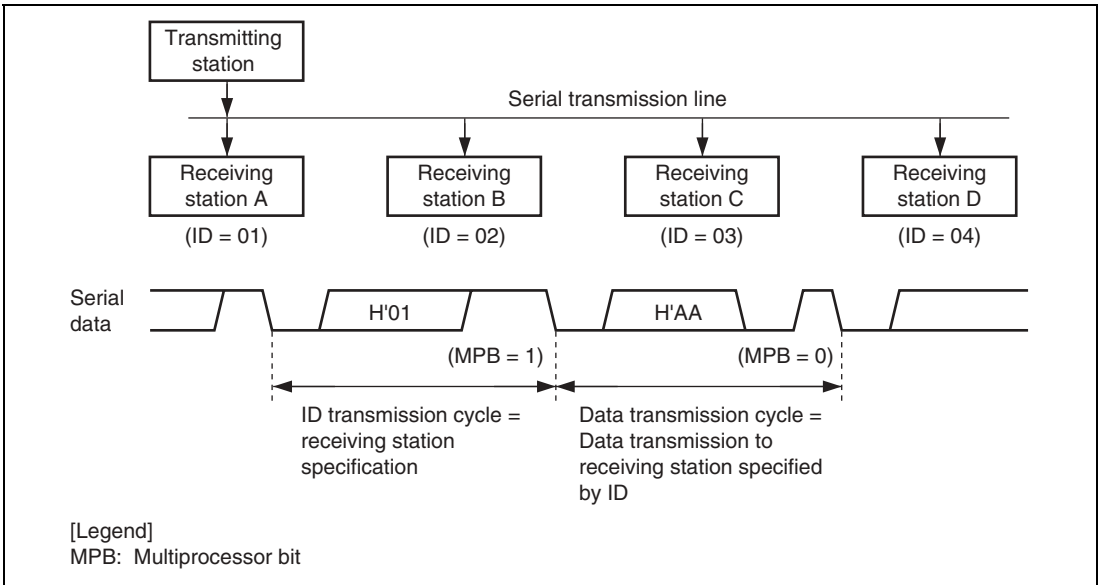 Transmitting
station
Serial transmission line
Receiving
station A
Receiving
station B
Receiving
station C
Receiving
station D
(ID = 01)
(ID = 02)
(ID = 03)
(ID = 04)
Serial
data
H'01
H'AA
(MPB = 1)
(MPB = 0)
ID transmission cycle =
receiving station
specification
Data transmission cycle =
Data transmission to
receiving station specified
by ID
[Legend]
MPB: Multiprocessor bit